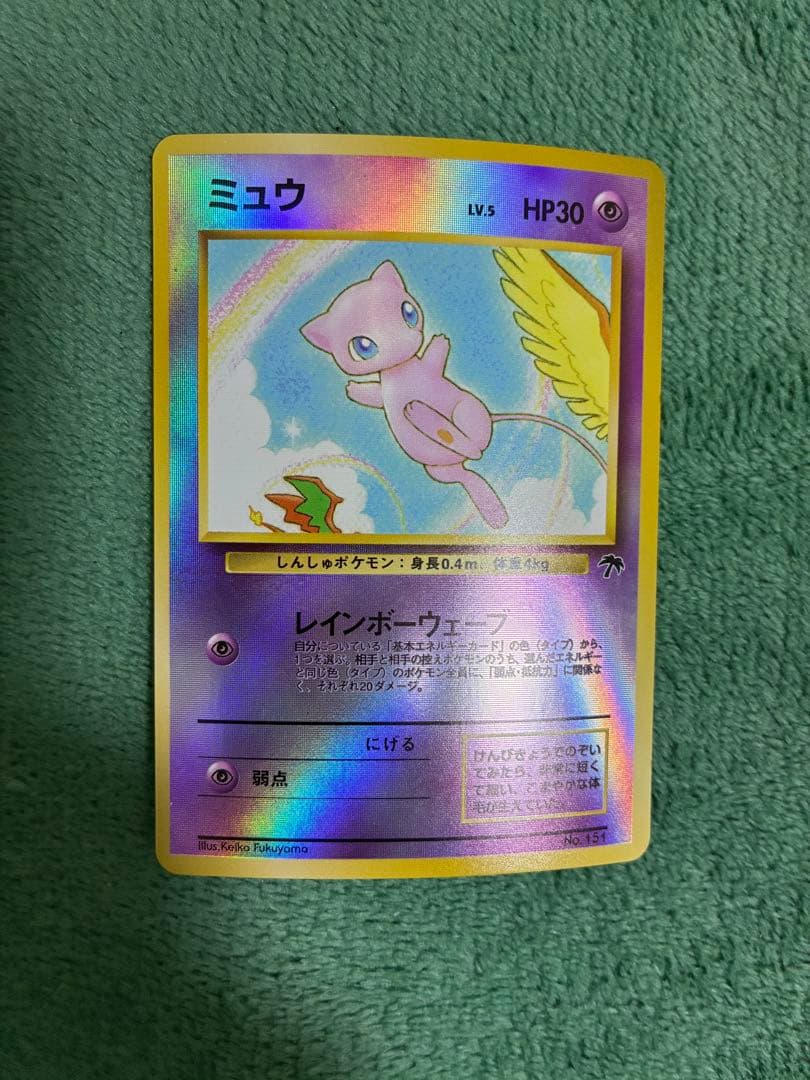 ミュウ LV.5 HP30
しんしゅポケモン：身長0.4m 体重4kg
レインボーウェーブ
自分についている「基本エネルギーカード」の色（タイプ）から、
1つを選ぶ。相手と相手の控えポケモンのうち、選んだエネルギー
と同じ色（タイプ）のポケモン全員に、「弱点・抵抗力」に関係な
く、それぞれ20ダメージ。
にげる
弱点
けんびきょうでのぞい
てみたら、非常に短く
て細い、こまやかな体
毛が生えていた。
Illus.Keiko Fukuyama
No.151